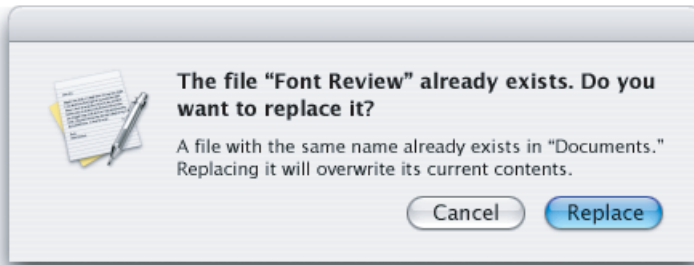 The file “Font Review” already exists. Do you
want to replace it?
A file with the same name already exists in “Documents.”
Replacing it will overwrite its current contents.
Cancel Replace